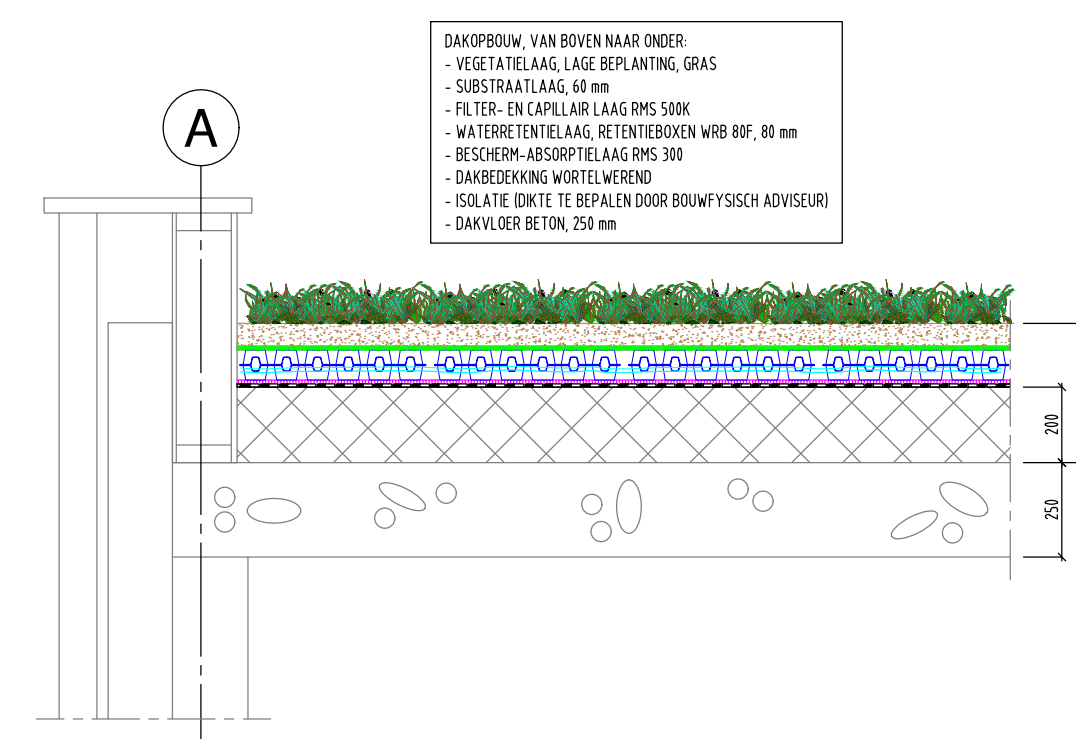 DAKOPBOUW, VAN BOVEN NAAR ONDER:
- VEGETATIELAAG, LAGE BEPLANTING, GRAS
- SUBSTRAATLAAG, 60 mm
- FILTER- EN CAPILLAIR LAAG RMS 500K
- WATERRETENTIELAAG, RETENTIEBOXEN WRB 80F, 80 mm
- BESCHERM-ABSORPTIELAAG RMS 300
- DAKBEDEKKING WORTELWEREND
- ISOLATIE (DIKTE TE BEPALEN DOOR BOUWFYSISCH ADVISEUR)
- DAKVLOER BETON, 250 mm
A
200
250